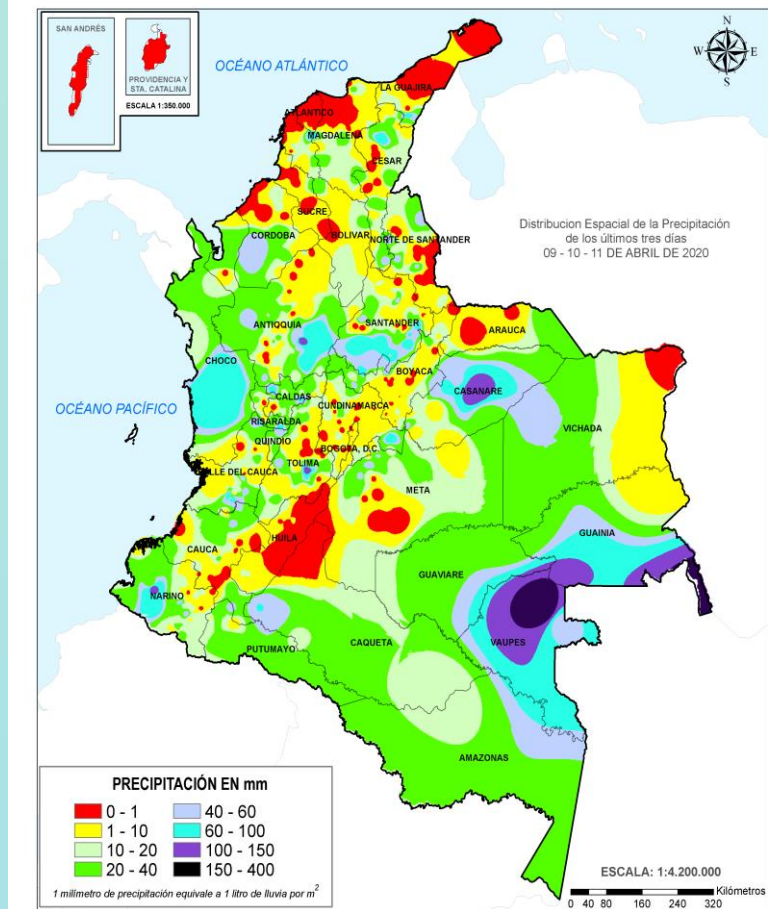 SAN ANDRÉS
PROVIDENCIA Y
STA. CATALINA
ESCALA 1:350.000
OCÉANO ATLÁNTICO
N
W
E
S
LA GUAJIRA
ATLANTICO
MAGDALENA
CESAR
SUCRE
CORDOBA
BOLIVAR
NORTE DE SANTANDER
Distribucion Espacial de la Precipitación
de los últimos tres días
09 - 10 - 11 DE ABRIL DE 2020
ANTIOQUIA
SANTANDER
ARAUCA
CHOCO
BOYACA
CASANARE
OCÉANO PACÍFICO
CALDAS
CUNDINAMARCA
RISARALDA
VICHADA
QUINDIO
BOGOTA, D.C.
TOLIMA
VALLE DEL CAUCA
META
GUAINIA
CAUCA
HUILA
GUAVIARE
NARIÑO
VAUPES
PUTUMAYO
CAQUETA
AMAZONAS
PRECIPITACIÓN EN mm
0 - 1
40 - 60
1 - 10
60 - 100
10 - 20
100 - 150
20 - 40
150 - 400
1 milímetro de precipitación equivale a 1 litro de lluvia por m²
ESCALA: 1:4.200.000
Kilómetros
0 40 80 160 240 320